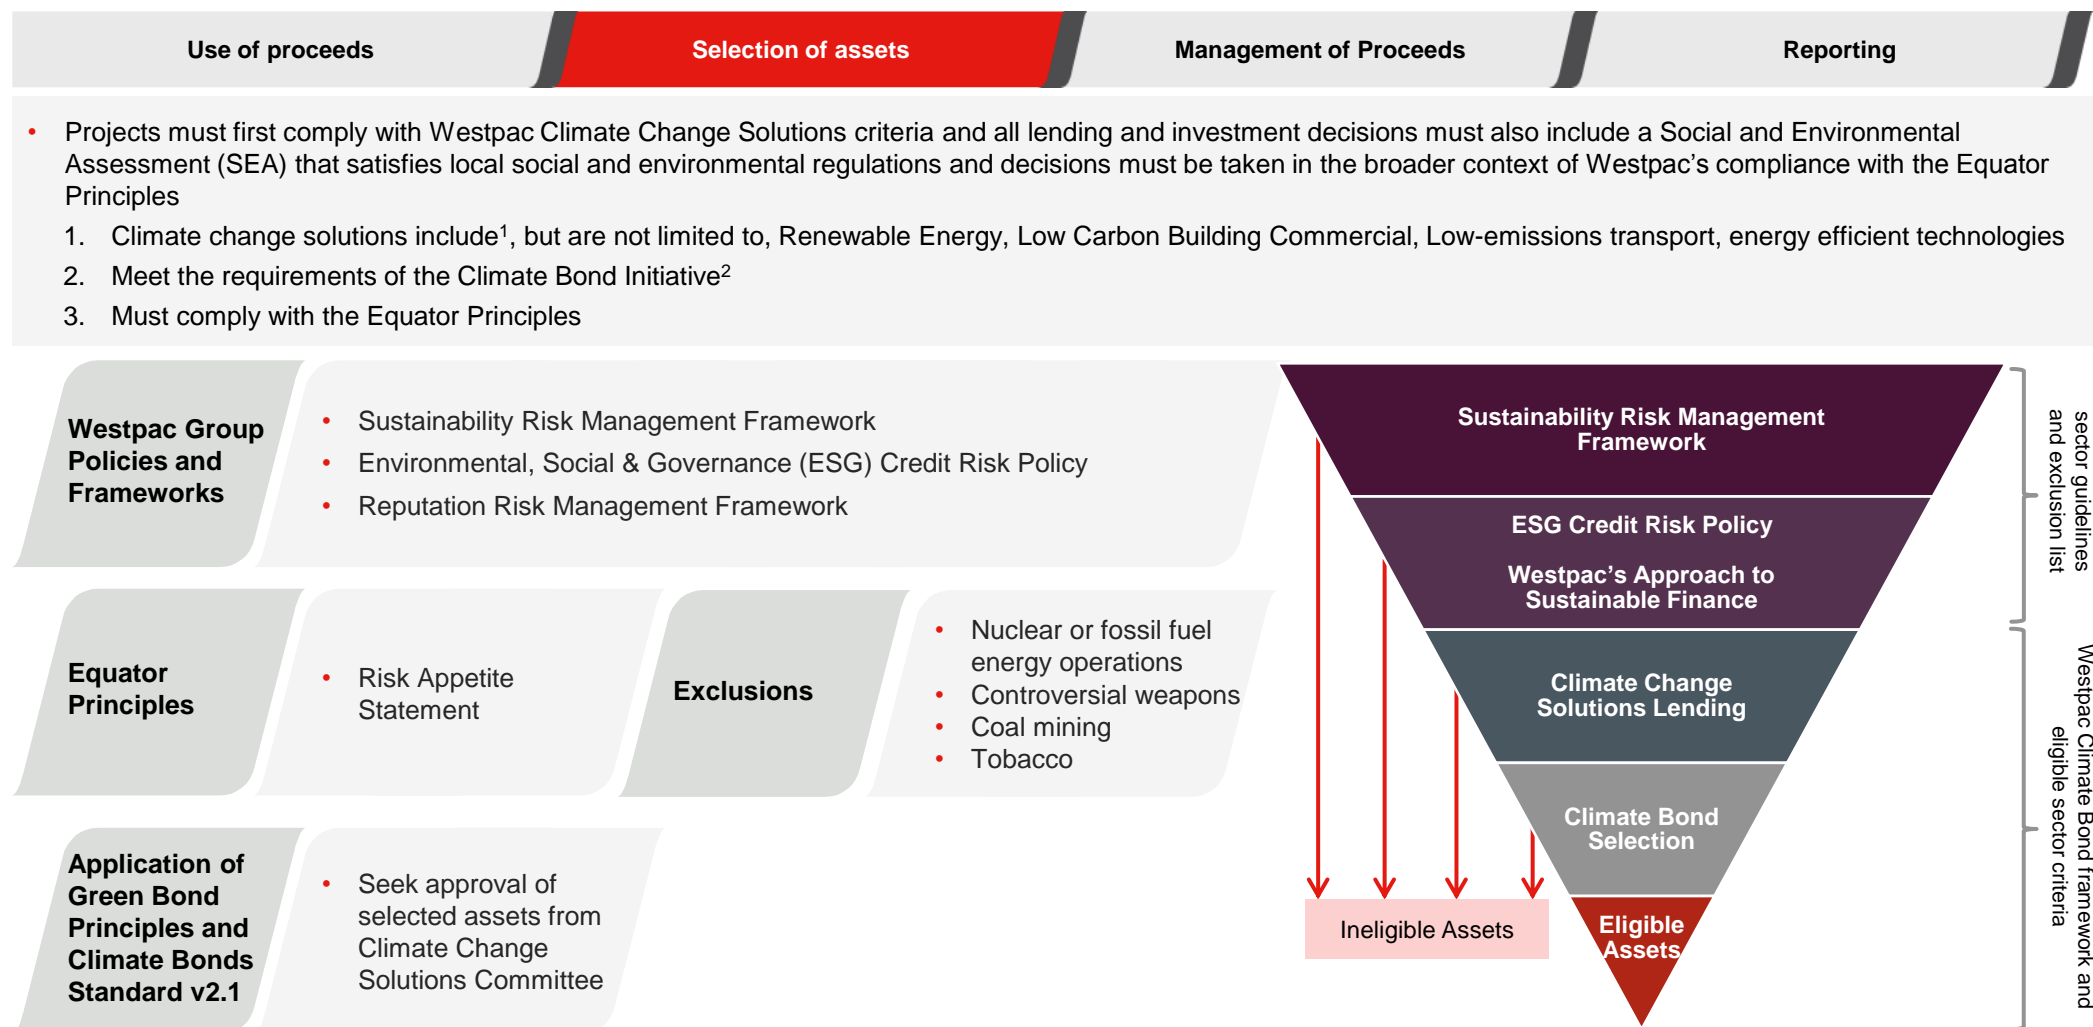 Use of proceeds
Selection of assets
Management of Proceeds
Reporting
• Projects must first comply with Westpac Climate Change Solutions criteria and all lending and investment decisions must also include a Social and Environmental
Assessment (SEA) that satisfies local social and environmental regulations and decisions must be taken in the broader context of Westpac’s compliance with the Equator
Principles
1. Climate change solutions include¹, but are not limited to, Renewable Energy, Low Carbon Building Commercial, Low-emissions transport, energy efficient technologies
2. Meet the requirements of the Climate Bond Initiative²
3. Must comply with the Equator Principles
Westpac Group
Policies and
Frameworks
• Sustainability Risk Management Framework
• Environmental, Social & Governance (ESG) Credit Risk Policy
• Reputation Risk Management Framework
Equator
Principles
• Risk Appetite
Statement
Exclusions
• Nuclear or fossil fuel
energy operations
• Controversial weapons
• Coal mining
• Tobacco
Application of
Green Bond
Principles and
Climate Bonds
Standard v2.1
• Seek approval of
selected assets from
Climate Change
Solutions Committee
Sustainability Risk Management
Framework
ESG Credit Risk Policy
Westpac’s Approach to
Sustainable Finance
Climate Change
Solutions Lending
Climate Bond
Selection
Eligible
Assets
Ineligible Assets
sector guidelines
and exclusion list
Westpac Climate Bond framework and
eligible sector criteria